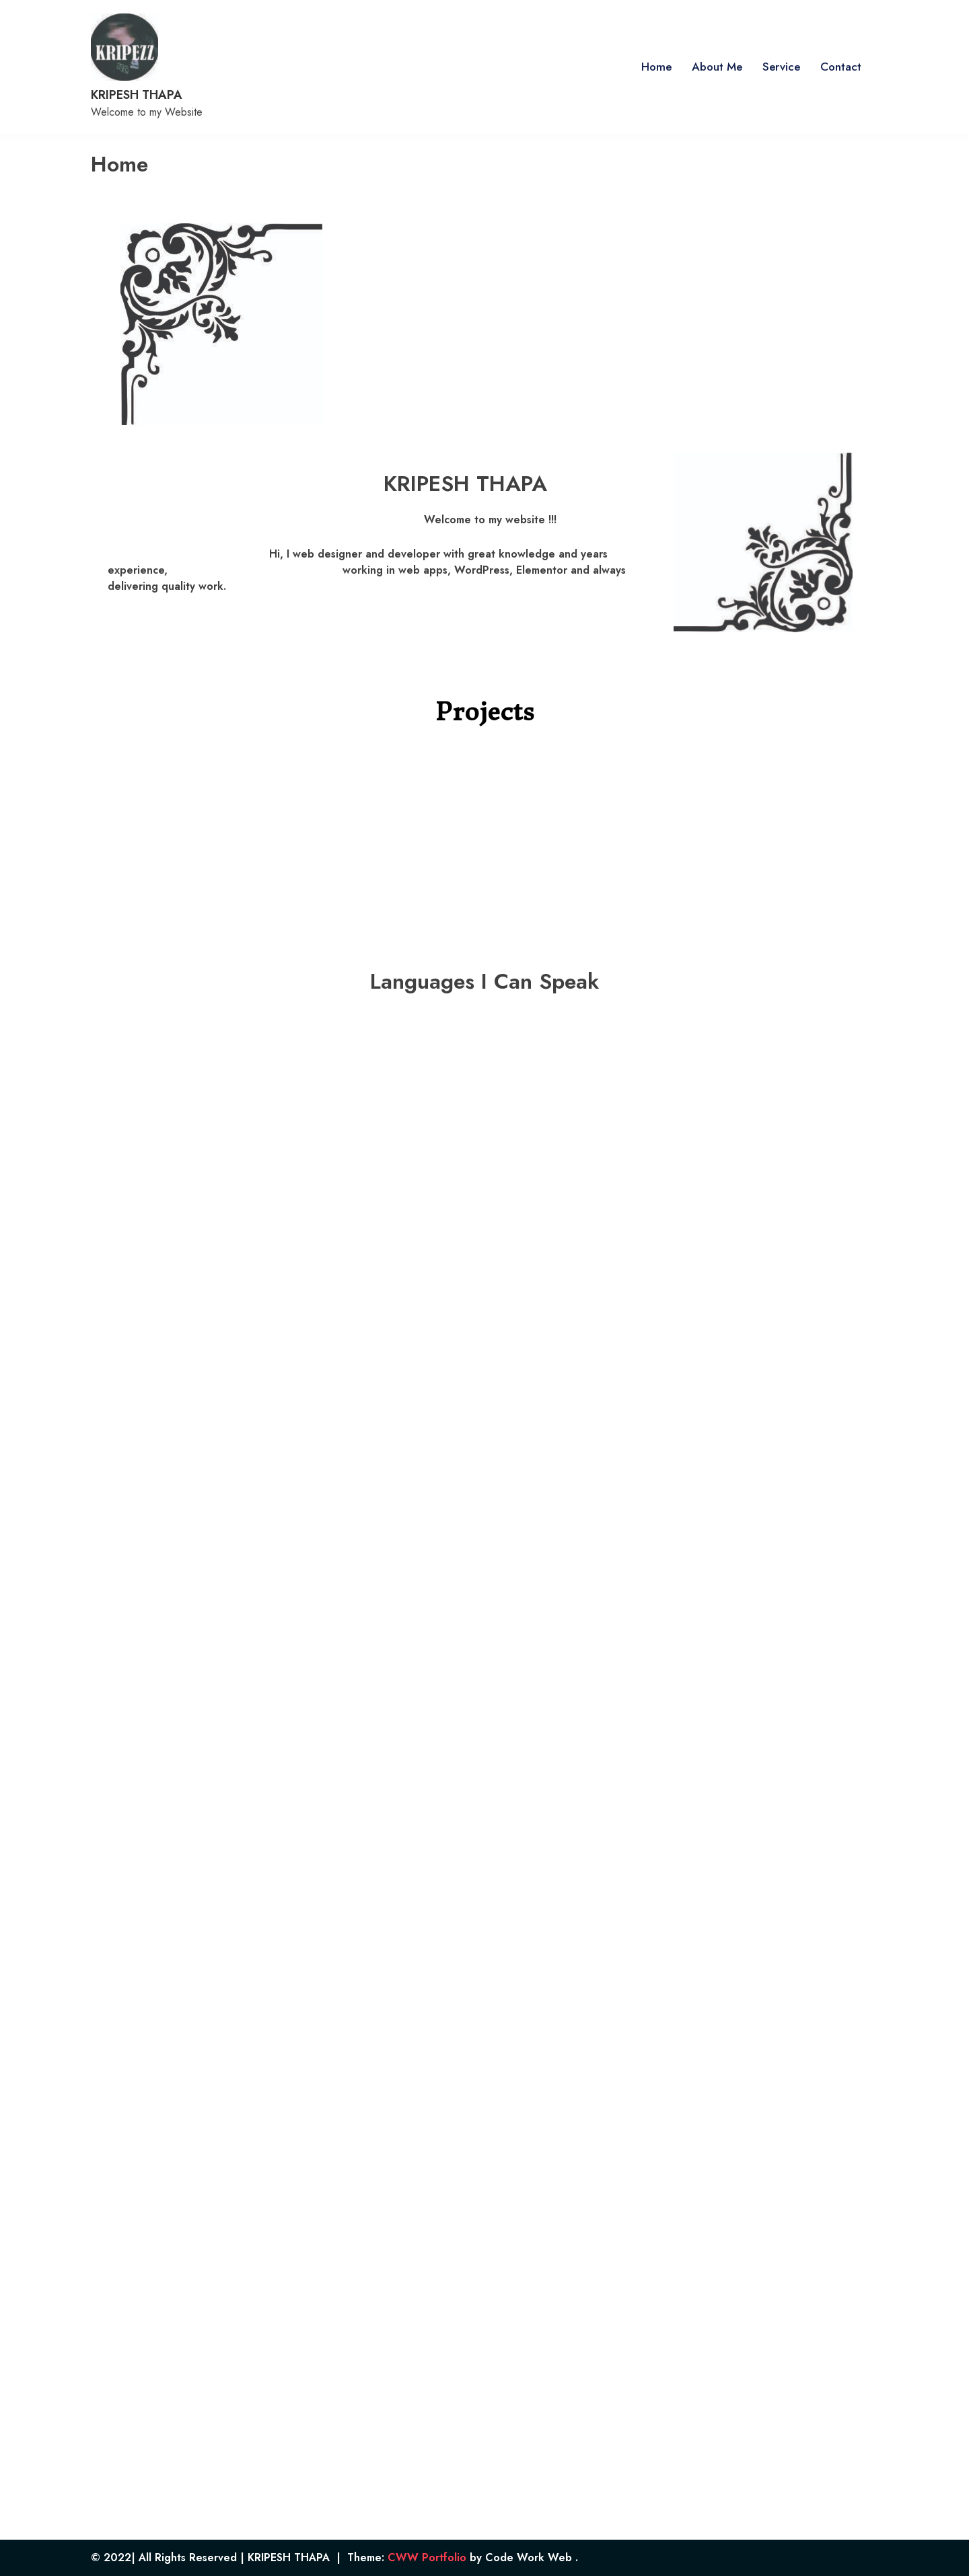 KRIPEZZ
Home About Me Service Contact
KRIPESH THAPA
Welcome to my Website
Home
KRIPESH THAPA
Welcome to my website !!!
Hi, I web designer and developer with great knowledge and years
experience, working in web apps, WordPress, Elementor and always
delivering quality work.
Projects
Languages I Can Speak
© 2022| All Rights Reserved | KRIPESH THAPA | Theme: CWW Portfolio by Code Work Web .